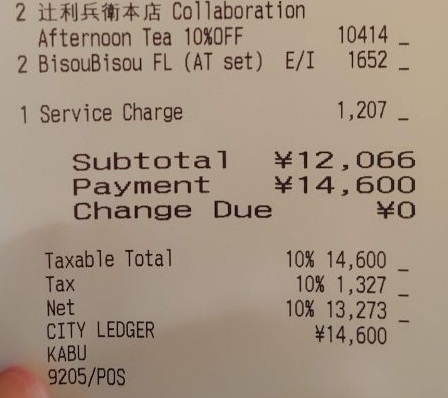 2 辻利兵衛本店 Collaboration
Afternoon Tea 10%OFF 10414 _
2 BisouBisou FL (AT set) E/I 1652 _
1 Service Charge 1,207 _
Subtotal ¥12,066
Payment ¥14,600
Change Due ¥0
Taxable Total 10% 14,600 _
Tax 10% 1,327 _
Net 10% 13,273 _
CITY LEDGER ¥14,600
KABU
9205/POS